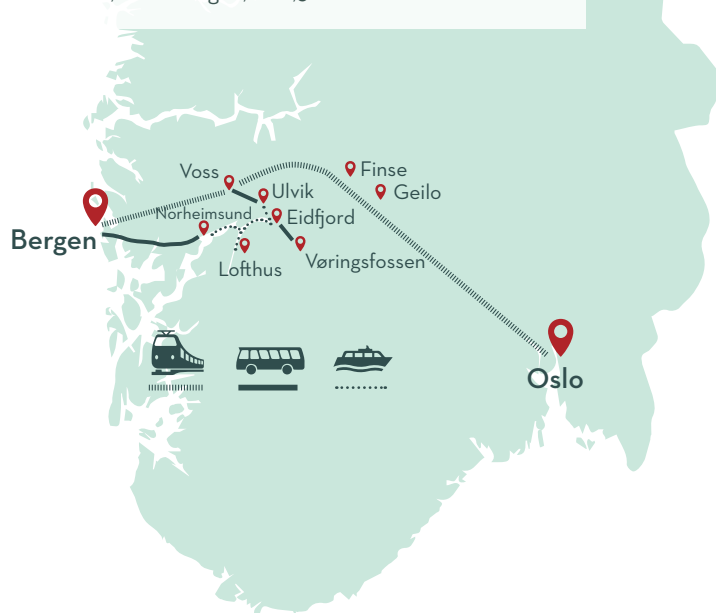 Finse
Voss
Ulvik
Geilo
Norheimsund
Eidfjord
Bergen
Lofthus
Vøringsfossen
Oslo